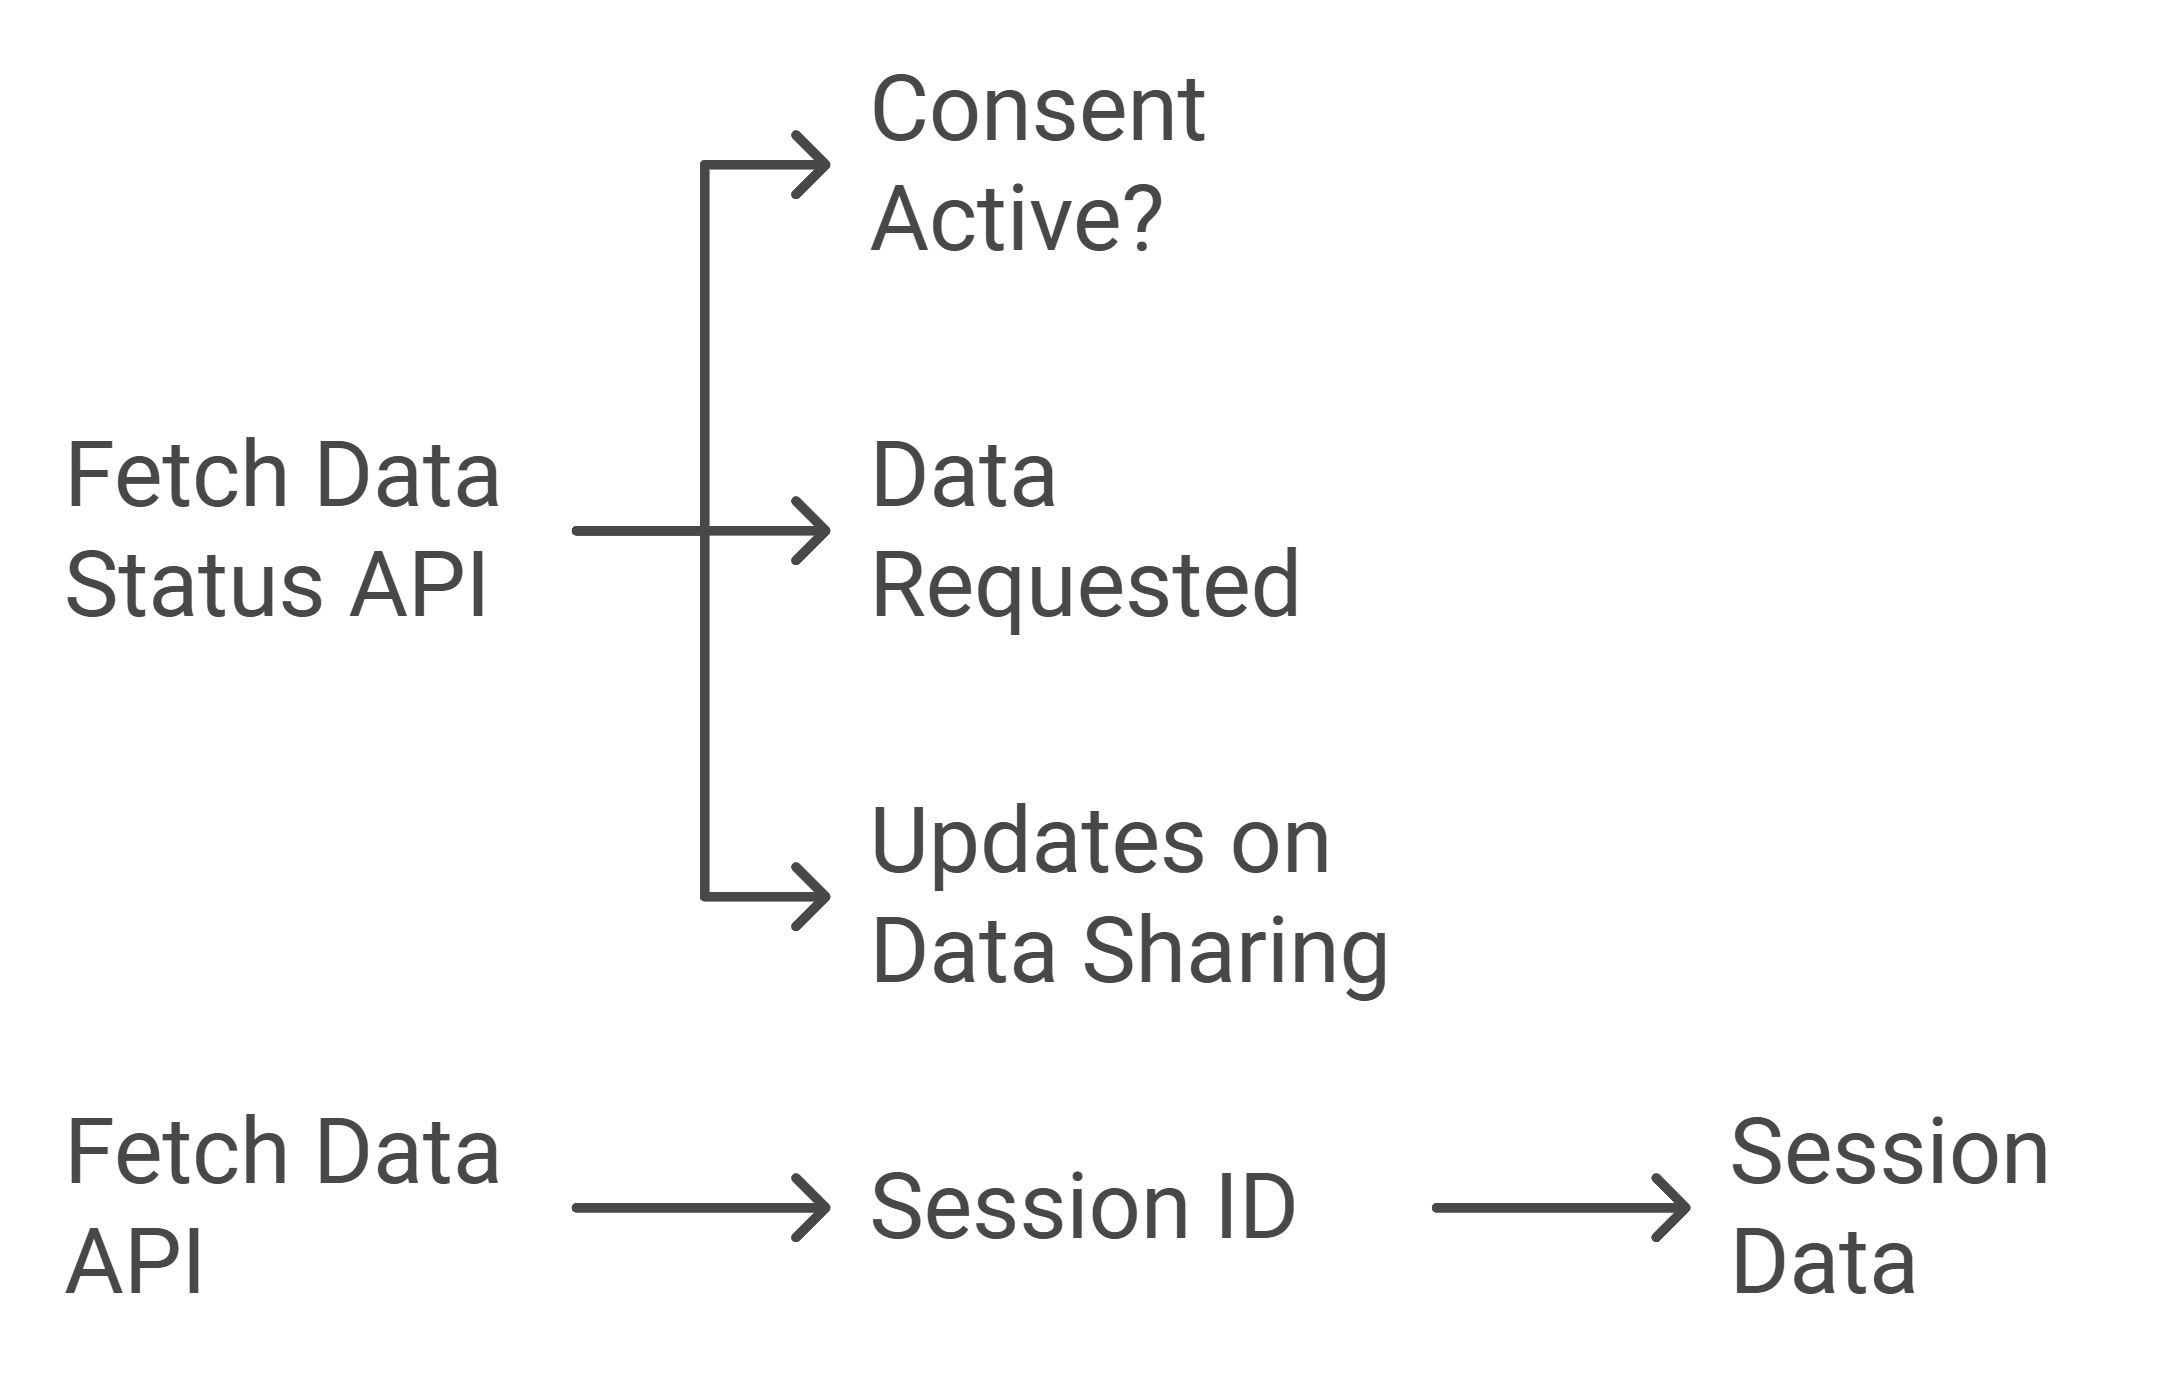 Consent
Active?
Fetch Data
Status API
Data
Requested
Updates on
Data Sharing
Fetch Data
API
Session ID
Session
Data